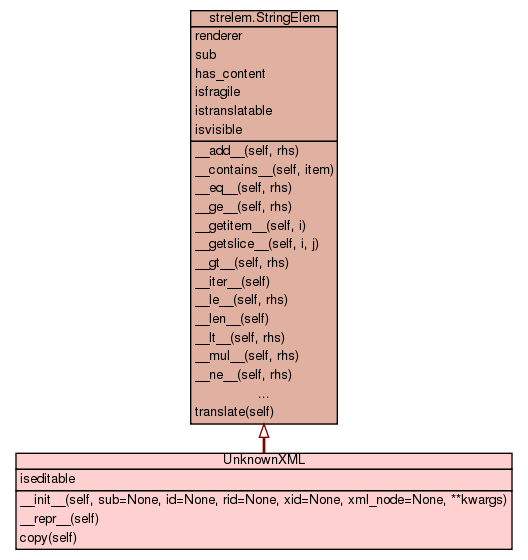 strelem.StringElem
renderer
sub
has_content
isfragile
istranslatable
isvisible
__add__(self, rhs)
__contains__(self, item)
__eq__(self, rhs)
__ge__(self, rhs)
__getitem__(self, i)
__getslice__(self, i, j)
__gt__(self, rhs)
__iter__(self)
__le__(self, rhs)
__len__(self)
__lt__(self, rhs)
__mul__(self, rhs)
__ne__(self, rhs)
...
translate(self)
UnknownXML
iseditable
__init__(self, sub=None, id=None, rid=None, xid=None, xml_node=None, **kwargs)
__repr__(self)
copy(self)